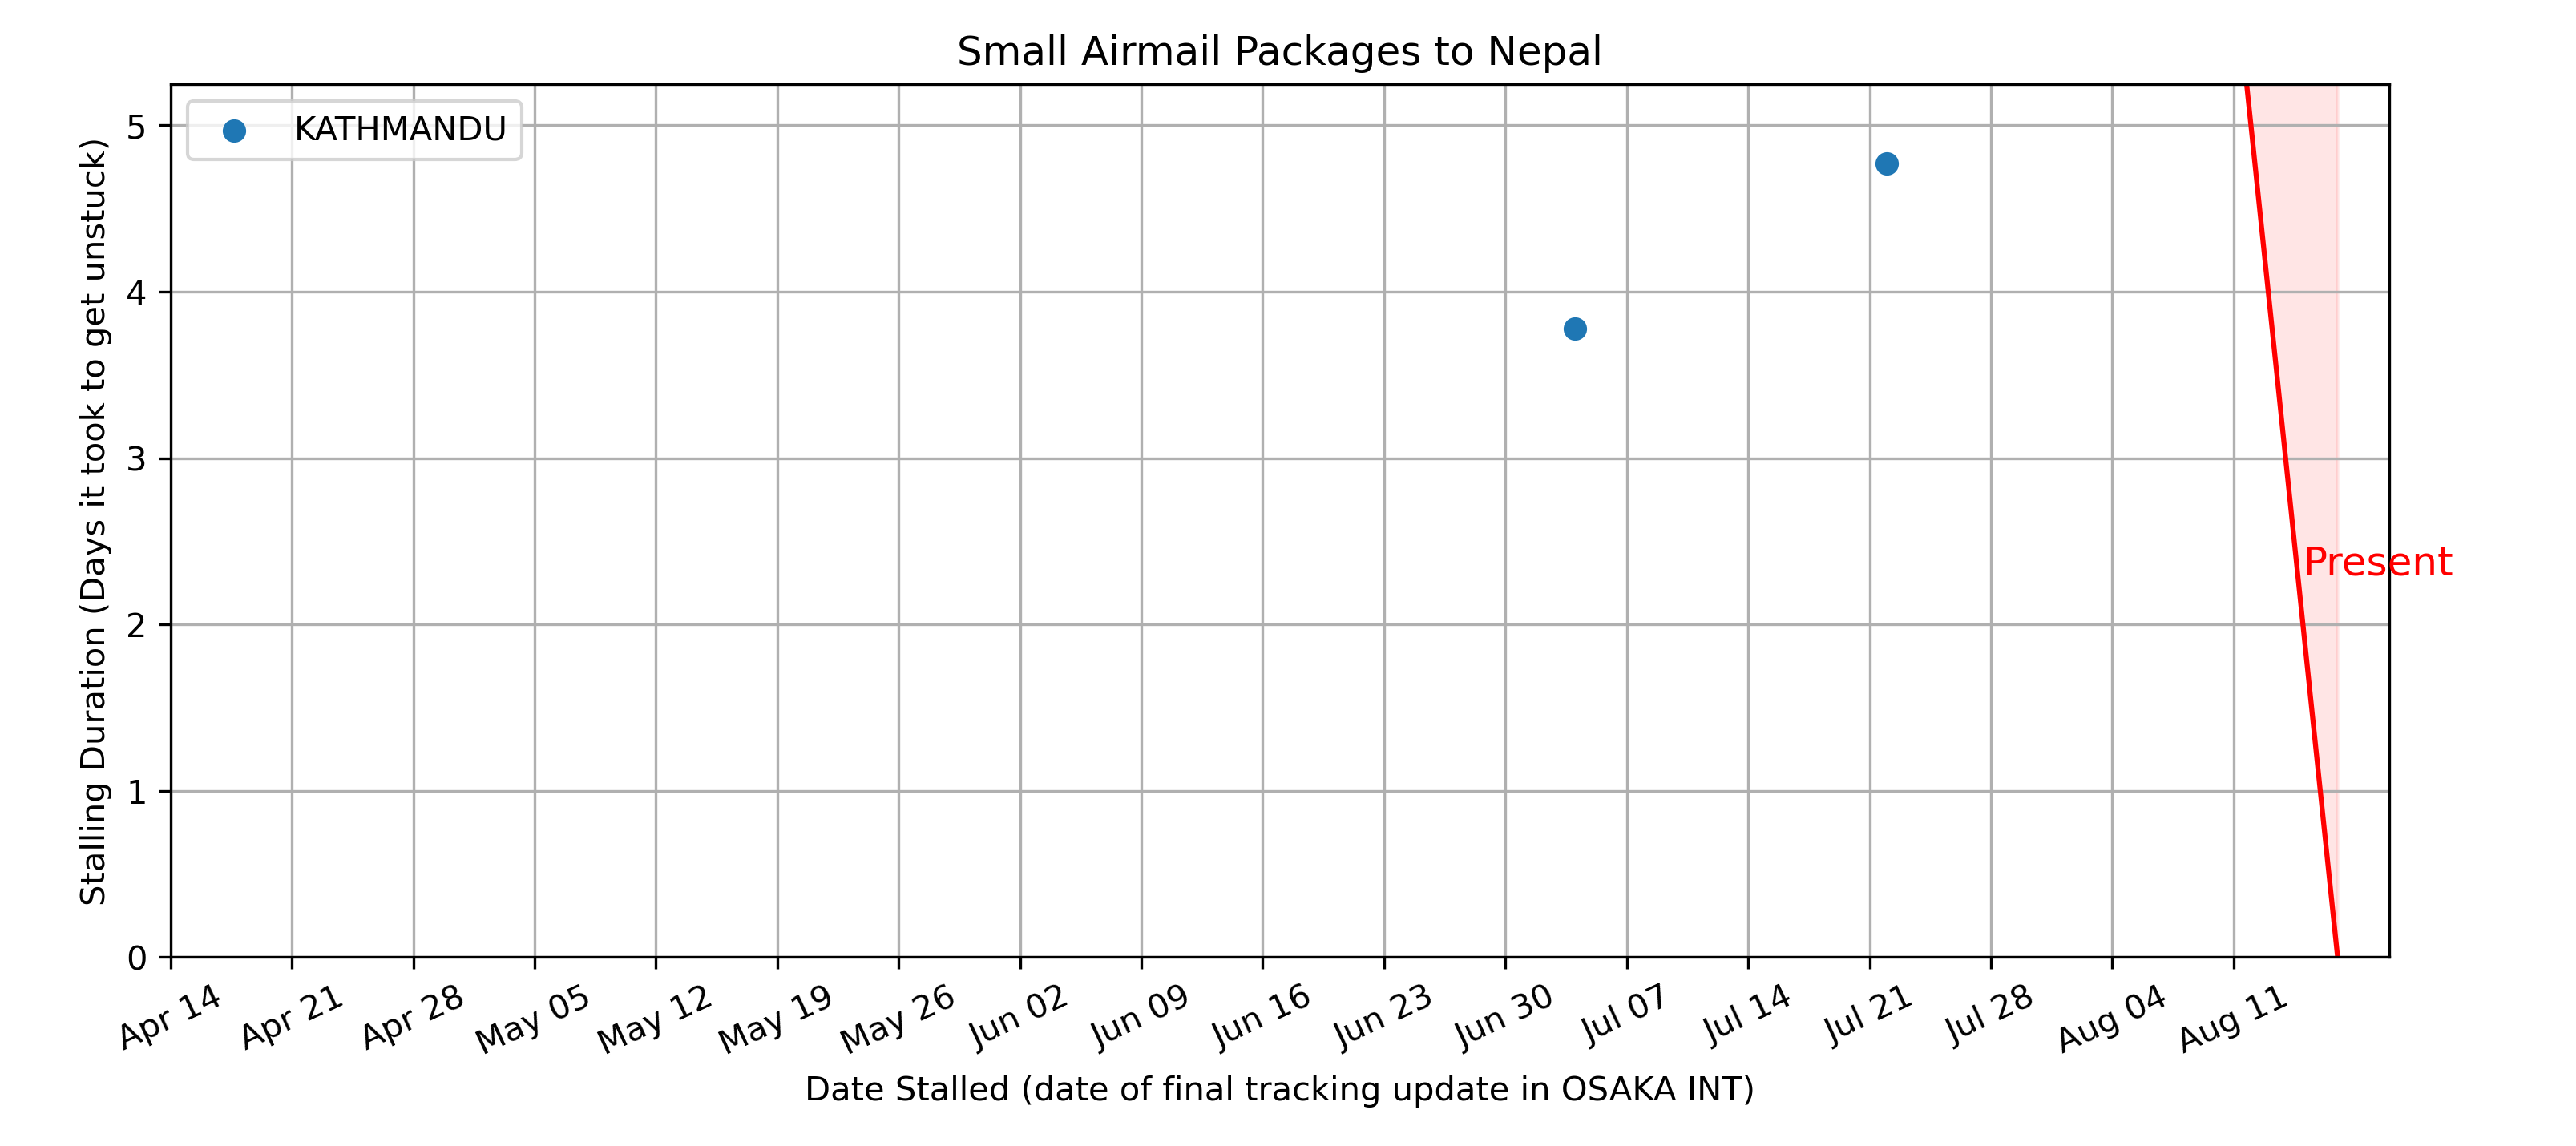 Small Airmail Packages to Nepal
KATHMANDU
Stalling Duration (Days it took to get unstuck)
5
4
3
2
1
0
Present
Apr 14
Apr 21
Apr 28
May 05
May 12
May 19
May 26
Jun 02
Jun 09
Jun 16
Jun 23
Jun 30
Jul 07
Jul 14
Jul 21
Jul 28
Aug 04
Aug 11
Date Stalled (date of final tracking update in OSAKA INT)